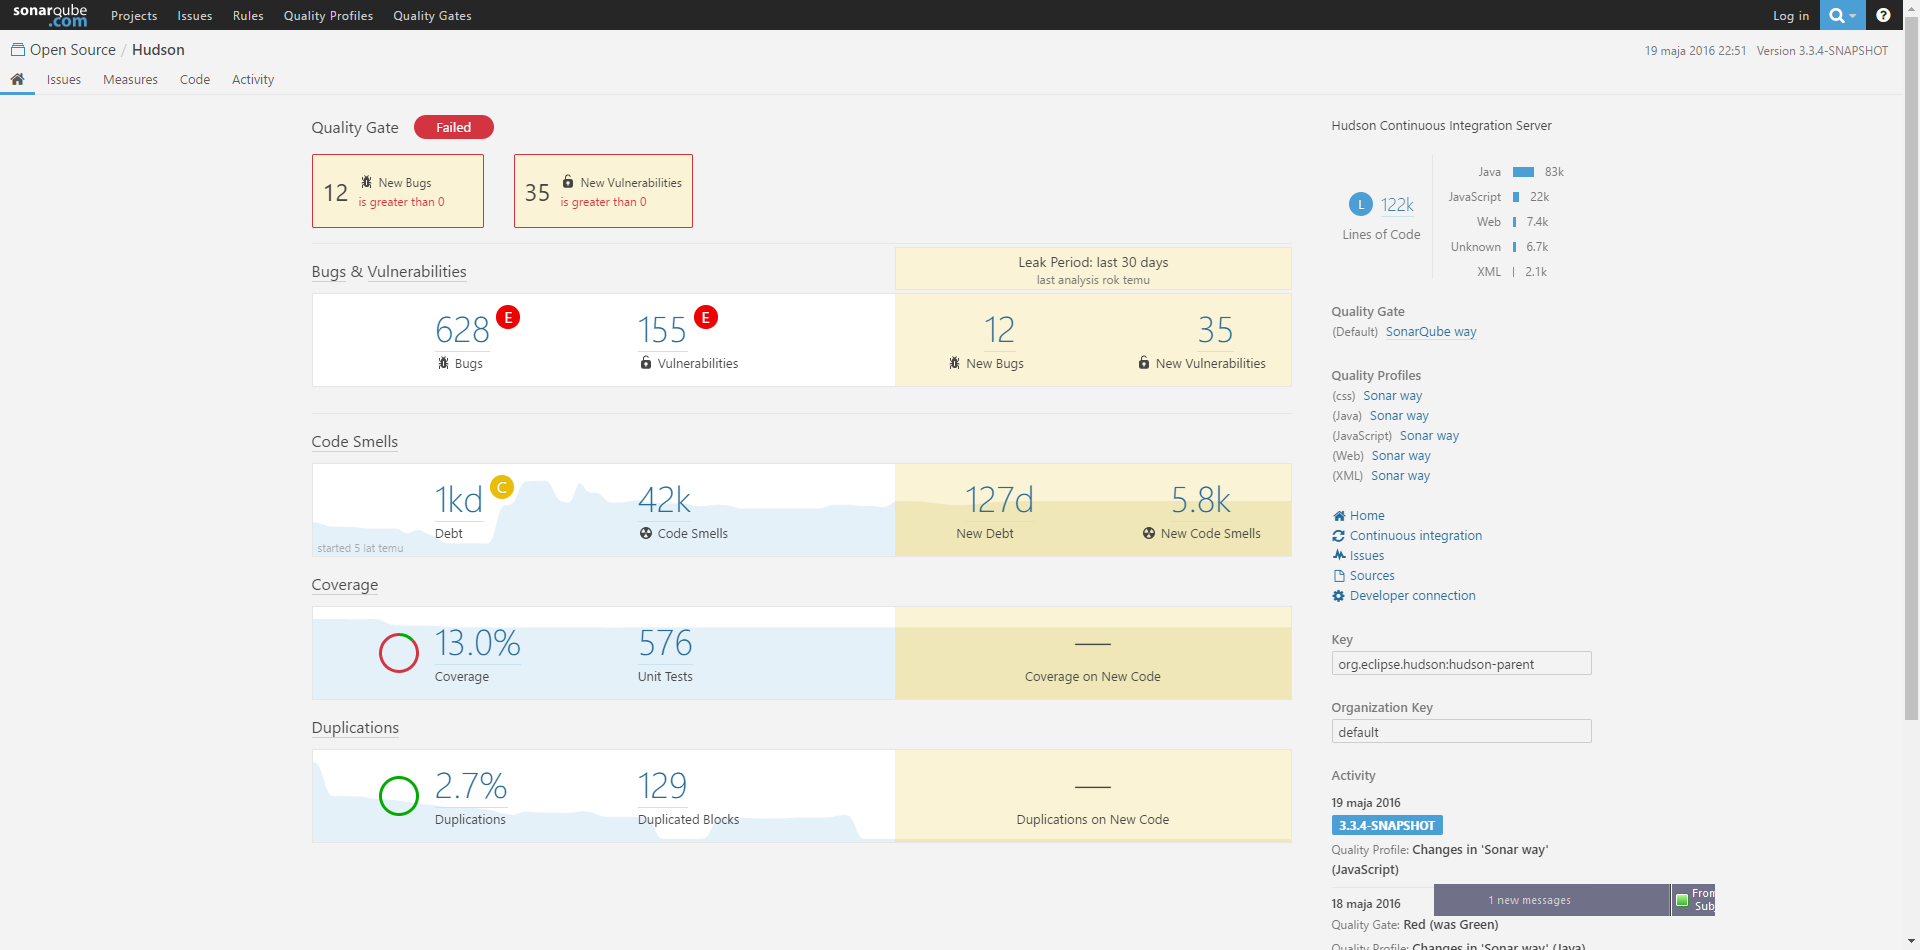 sonarqube .com Projects Issues Rules Quality Profiles Quality Gates Log in
Open Source / Hudson
19 maja 2016 22:51 Version 3.3.4-SNAPSHOT
Issues Measures Code Activity
Quality Gate Failed
12 New Bugs
is greater than 0
35 New Vulnerabilities
is greater than 0
Bugs & Vulnerabilities
Leak Period: last 30 days
last analysis rok temu
628 E
Bugs
155 E
Vulnerabilities
12
New Bugs
35
New Vulnerabilities
Code Smells
1kd C
Debt
started 5 lat temu
42k
Code Smells
127d
New Debt
5.8k
New Code Smells
Coverage
13.0%
Coverage
576
Unit Tests
—
Coverage on New Code
Duplications
2.7%
Duplications
129
Duplicated Blocks
—
Duplications on New Code
Hudson Continuous Integration Server
L 122k
Lines of Code
Java 83k
JavaScript 22k
Web 7.4k
Unknown 6.7k
XML 2.1k
Quality Gate
(Default) SonarQube way
Quality Profiles
(css) Sonar way
(Java) Sonar way
(JavaScript) Sonar way
(Web) Sonar way
(XML) Sonar way
Home
Continuous integration
Issues
Sources
Developer connection
Key
org.eclipse.hudson:hudson-parent
Organization Key
default
Activity
19 maja 2016
3.3.4-SNAPSHOT
Quality Profile: Changes in 'Sonar way'
(JavaScript)
18 maja 2016
Quality Gate: Red (was Green)
Quality Profile: Changes in 'Sonar way' (Java)
1 new messages